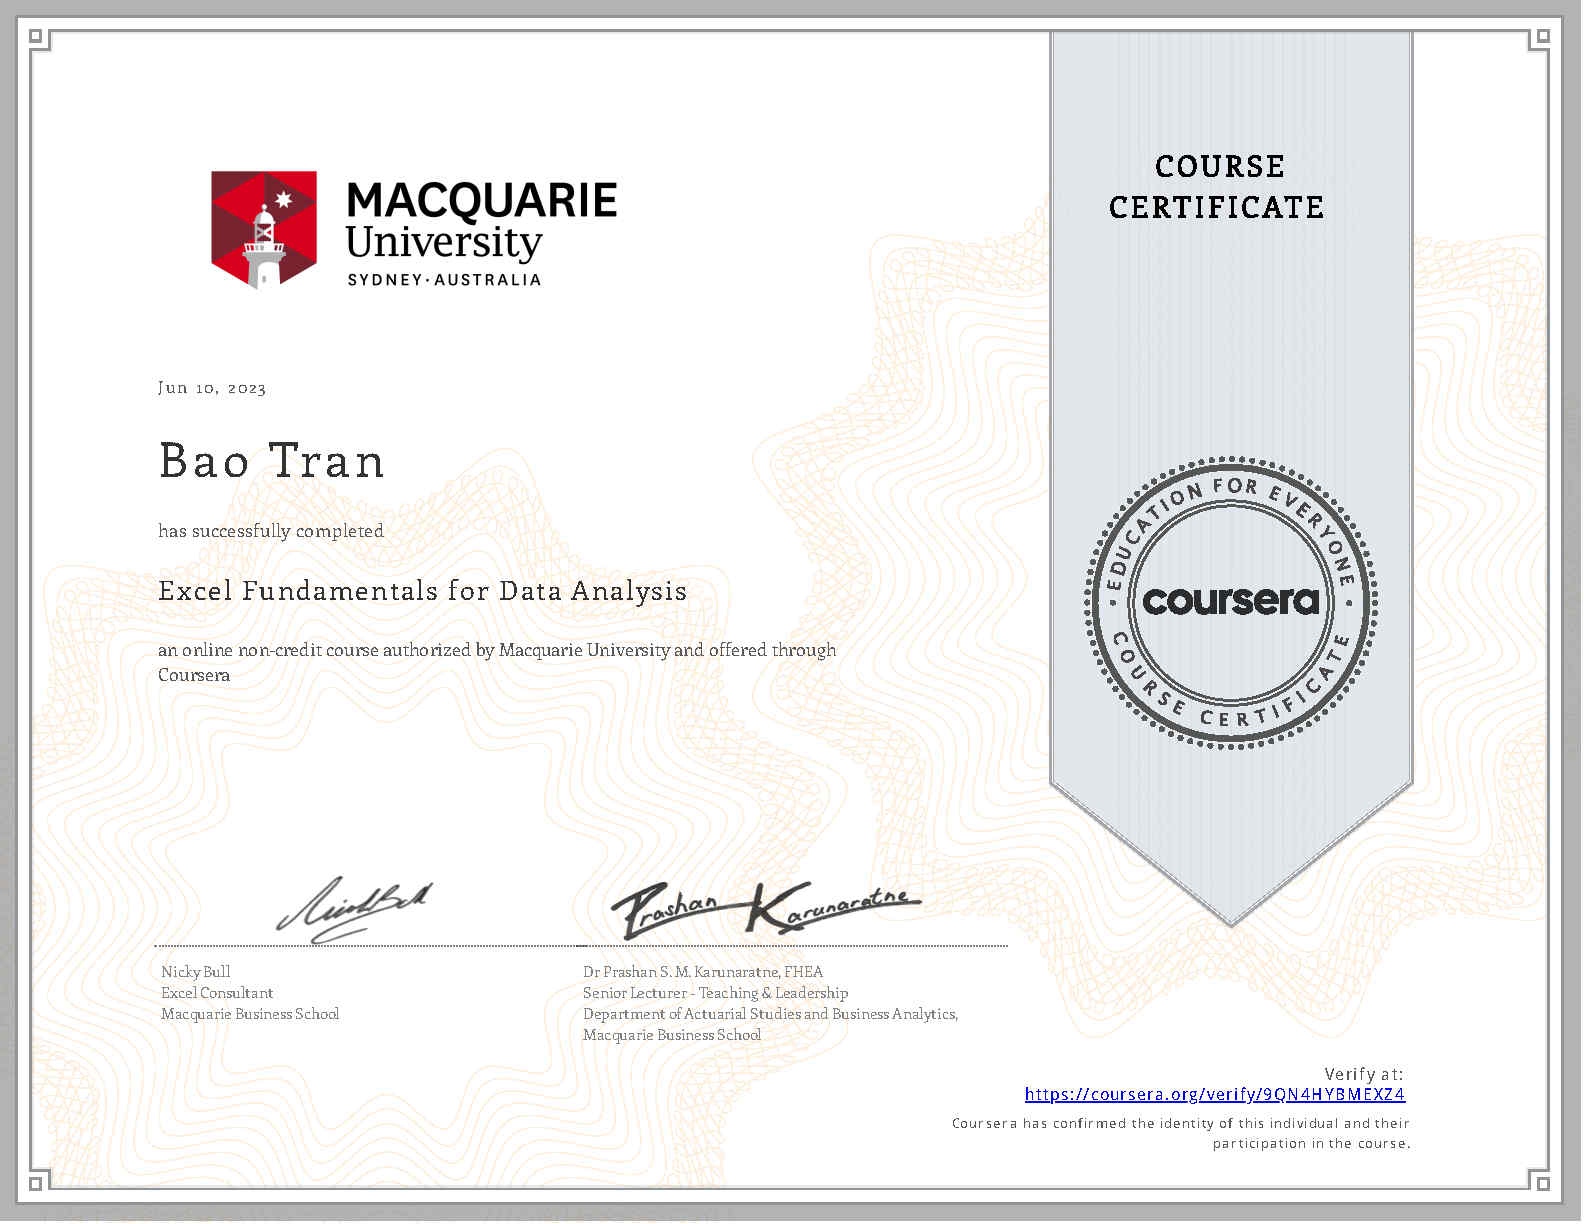 MACQUARIE
University
SYDNEY·AUSTRALIA
COURSE
CERTIFICATE
Jun 10, 2023
Bao Tran
has successfully completed
Excel Fundamentals for Data Analysis
an online non-credit course authorized by Macquarie University and offered through
Coursera
EDUCATION FOR EVERYONE
coursera
COURSE CERTIFICATE
Prashan Karunaratne
Nicky Bull
Excel Consultant
Macquarie Business School
Dr Prashan S. M. Karunaratne, FHEA
Senior Lecturer - Teaching & Leadership
Department of Actuarial Studies and Business Analytics,
Macquarie Business School
Verify at:
https://coursera.org/verify/9QN4HYBMEXZ4
Coursera has confirmed the identity of this individual and their
participation in the course.